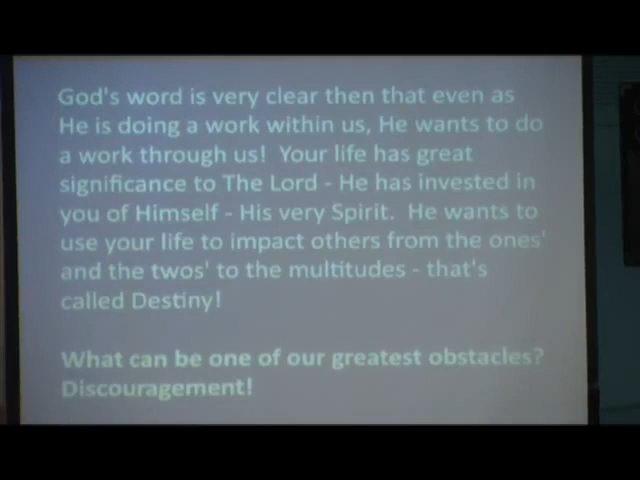 God's word is very clear then that even as
He is doing a work within us, He wants to do
a work through us!  Your life has great
significance to The Lord - He has invested in
you of Himself - His very Spirit.  He wants to
use your life to impact others from the ones'
and the twos' to the multitudes - that's
called Destiny!
What can be one of our greatest obstacles?
Discouragement!